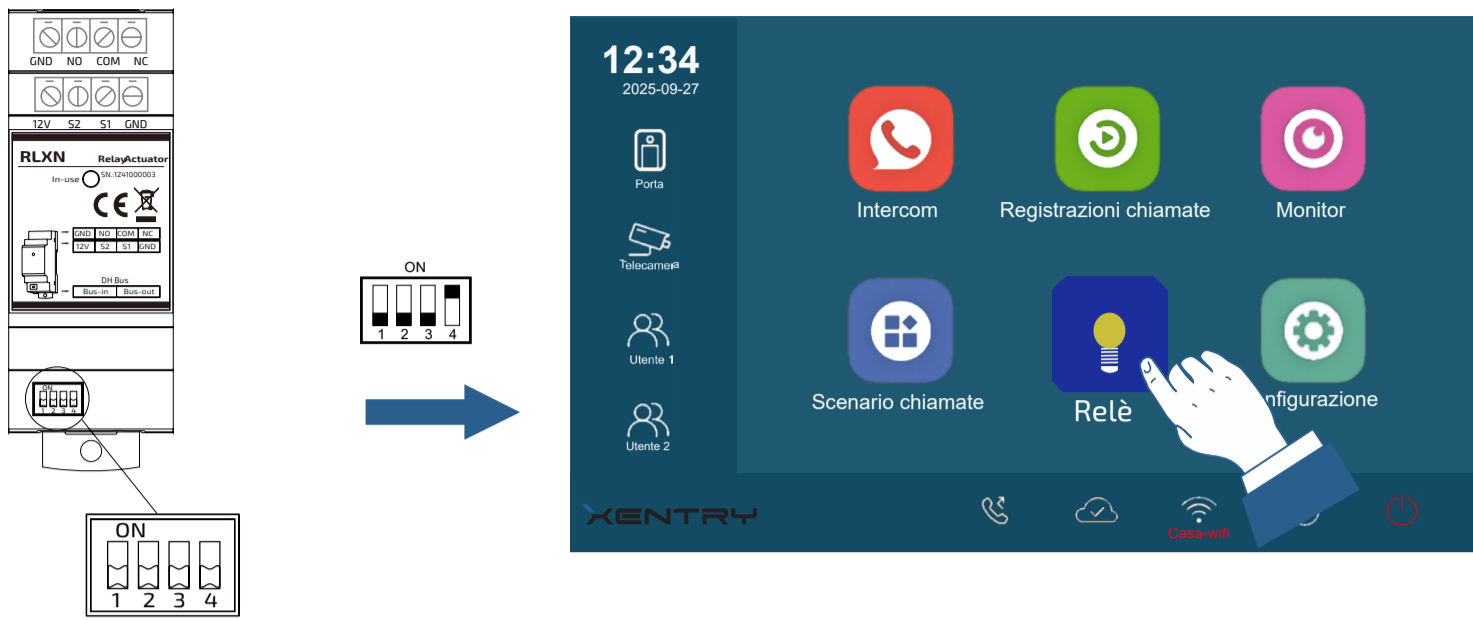 GND NO COM NC
12V S2 S1 GND
RLXN RelayActuator
In-use SN.:1241000003
CE
GND NO COM NC
12V S2 S1 GND
DH Bus
Bus-in Bus-out
ON
1 2 3 4
ON
1 2 3 4
ON
1 2 3 4
12:34
2025-09-27
Porta
Telecamera
Utente 1
Utente 2
Intercom
Registrazioni chiamate
Monitor
Scenario chiamate
Relè
nfigurazione
XENTRY
Casa-wifi